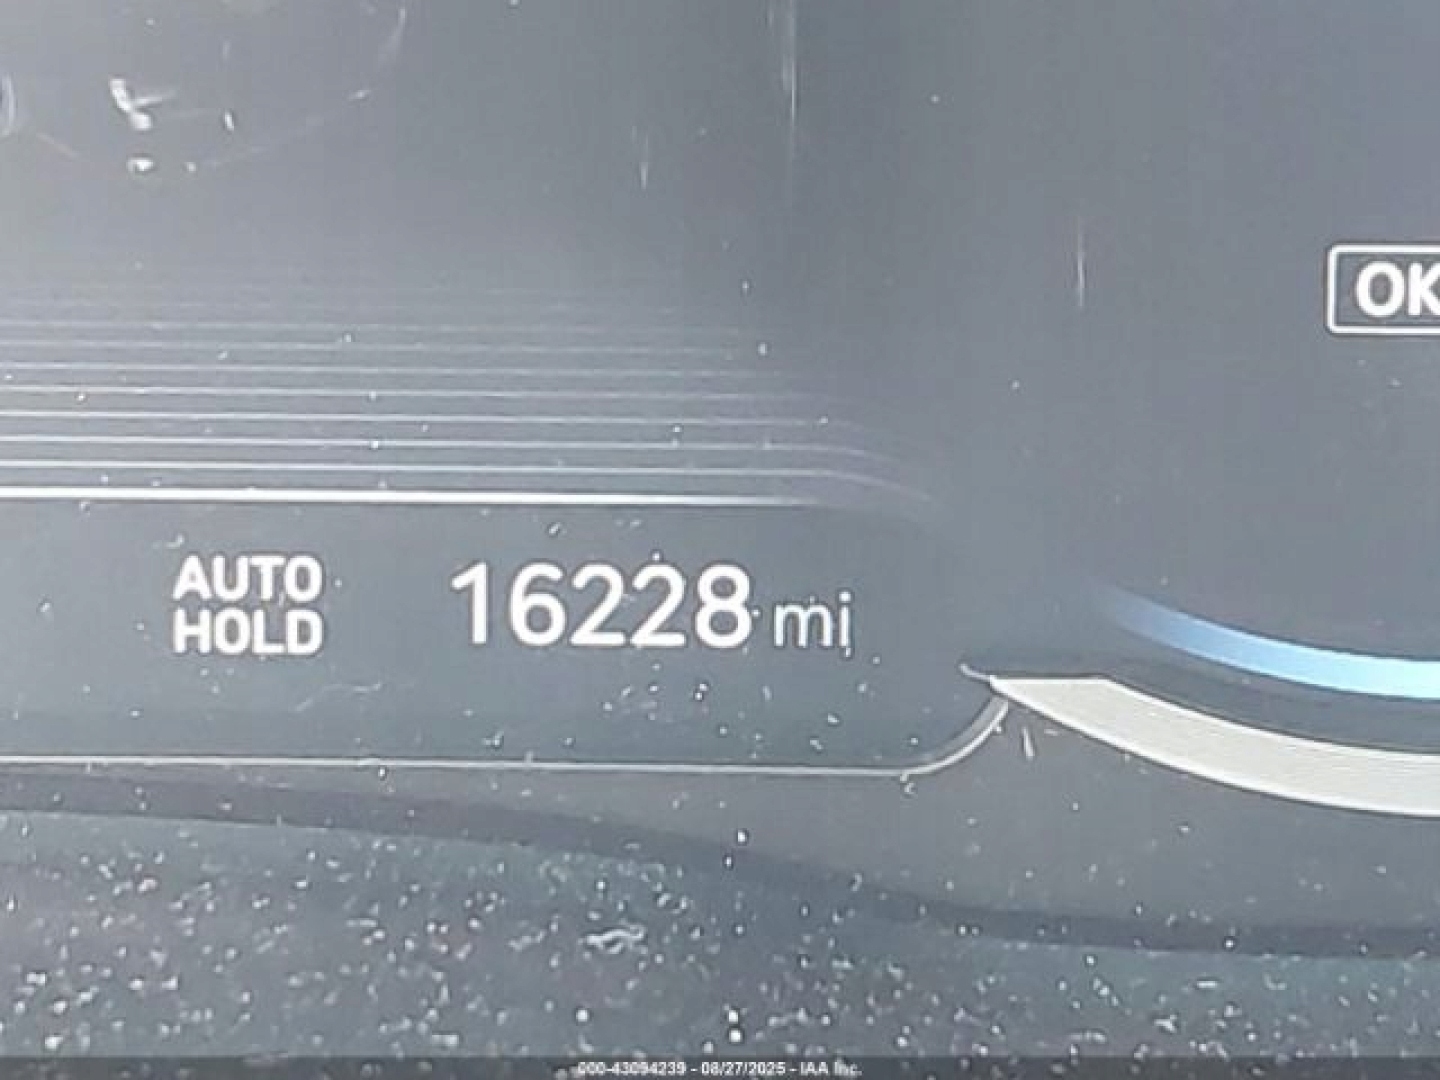 OK
AUTO
HOLD
16228 mi
000-43094239 - 08/27/2025 - IAA Inc.